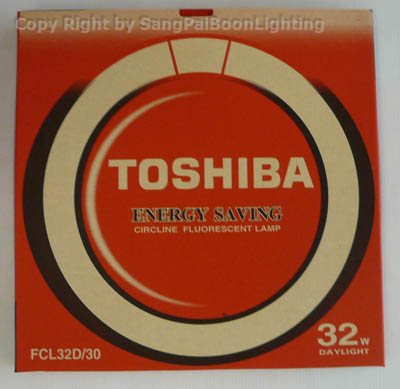 Copy Right by SangPaiBoonLighting
TOSHIBA
ENERGY SAVING
CIRCLINE FLUORESCENT LAMP
FCL32D/30
32W
DAYLIGHT